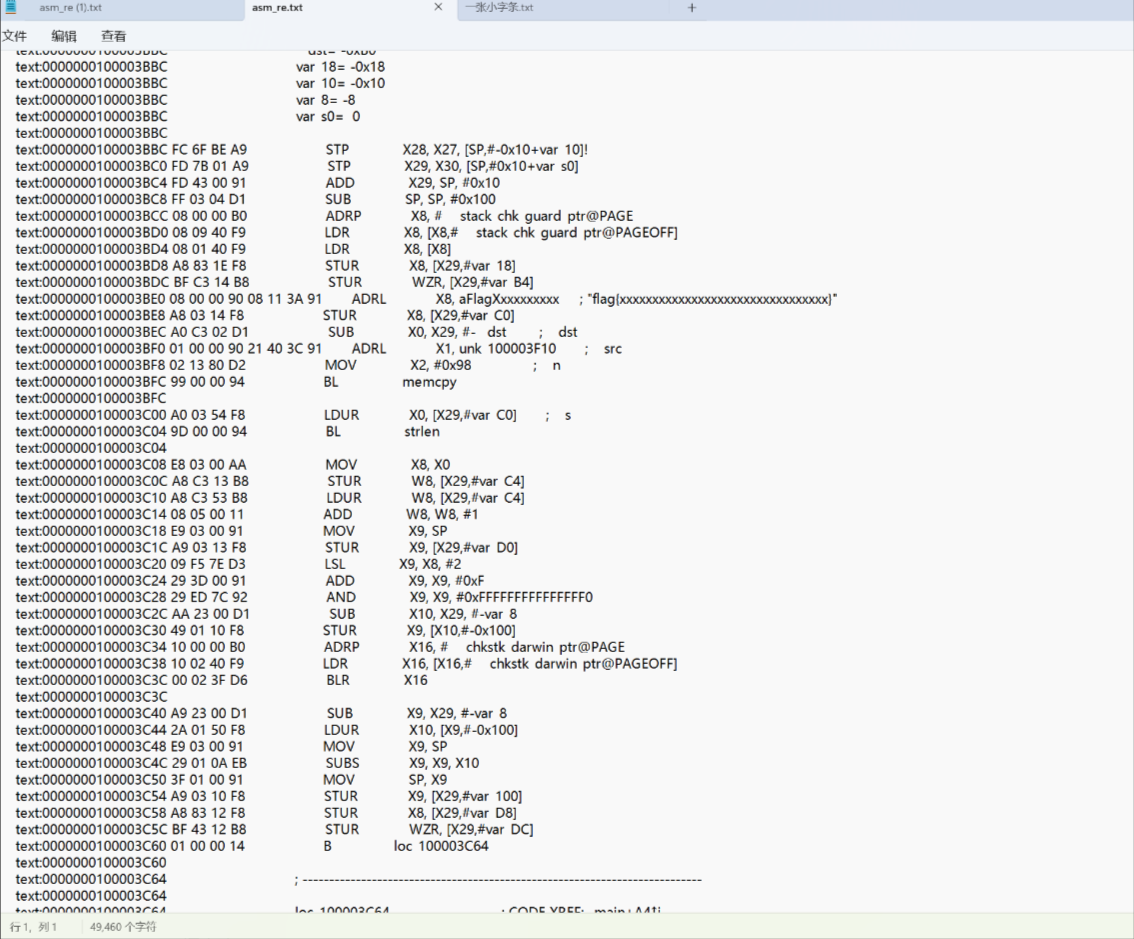 asm_re (1).txt asm_re.txt × 一张小字条.txt +
文件 编辑 查看
text:0000000100003BBC dst= -0xB0
text:0000000100003BBC var 18= -0x18
text:0000000100003BBC var 10= -0x10
text:0000000100003BBC var 8= -8
text:0000000100003BBC var s0= 0
text:0000000100003BBC
text:0000000100003BBC FC 6F BE A9 STP X28, X27, [SP,#-0x10+var 10]!
text:0000000100003BC0 FD 7B 01 A9 STP X29, X30, [SP,#0x10+var s0]
text:0000000100003BC4 FD 43 00 91 ADD X29, SP, #0x10
text:0000000100003BC8 FF 03 04 D1 SUB SP, SP, #0x100
text:0000000100003BCC 08 00 00 B0 ADRP X8, # stack chk guard ptr@PAGE
text:0000000100003BD0 08 09 40 F9 LDR X8, [X8,# stack chk guard ptr@PAGEOFF]
text:0000000100003BD4 08 01 40 F9 LDR X8, [X8]
text:0000000100003BD8 A8 83 1E F8 STUR X8, [X29,#var 18]
text:0000000100003BDC BF C3 14 B8 STUR WZR, [X29,#var B4]
text:0000000100003BE0 08 00 00 90 08 11 3A 91 ADRL X8, aFlagXxxxxxxxx ; "flag{xxxxxxxxxxxxxxxxxxxxxxxxxxxxxxxx}"
text:0000000100003BE8 A8 03 14 F8 STUR X8, [X29,#var C0]
text:0000000100003BEC A0 C3 02 D1 SUB X0, X29, #- dst ; dst
text:0000000100003BF0 01 00 00 90 21 40 3C 91 ADRL X1, unk 100003F10 ; src
text:0000000100003BF8 02 13 80 D2 MOV X2, #0x98 ; n
text:0000000100003BFC 99 00 00 94 BL memcpy
text:0000000100003BFC
text:0000000100003C00 A0 03 54 F8 LDUR X0, [X29,#var C0] ; s
text:0000000100003C04 9D 00 00 94 BL strlen
text:0000000100003C04
text:0000000100003C08 E8 03 00 AA MOV X8, X0
text:0000000100003C0C A8 C3 13 B8 STUR W8, [X29,#var C4]
text:0000000100003C10 A8 C3 53 B8 LDUR W8, [X29,#var C4]
text:0000000100003C14 08 05 00 11 ADD W8, W8, #1
text:0000000100003C18 E9 03 00 91 MOV X9, SP
text:0000000100003C1C A9 03 13 F8 STUR X9, [X29,#var D0]
text:0000000100003C20 09 F5 7E D3 LSL X9, X8, #2
text:0000000100003C24 29 3D 00 91 ADD X9, X9, #0xF
text:0000000100003C28 29 ED 7C 92 AND X9, X9, #0xFFFFFFFFFFFFFFF0
text:0000000100003C2C AA 23 00 D1 SUB X10, X29, #-var 8
text:0000000100003C30 49 01 10 F8 STUR X9, [X10,#-0x100]
text:0000000100003C34 10 00 00 B0 ADRP X16, # chkstk darwin ptr@PAGE
text:0000000100003C38 10 02 40 F9 LDR X16, [X16,# chkstk darwin ptr@PAGEOFF]
text:0000000100003C3C 00 02 3F D6 BLR X16
text:0000000100003C3C
text:0000000100003C40 A9 23 00 D1 SUB X9, X29, #-var 8
text:0000000100003C44 2A 01 50 F8 LDUR X10, [X9,#-0x100]
text:0000000100003C48 E9 03 00 91 MOV X9, SP
text:0000000100003C4C 29 01 0A EB SUBS X9, X9, X10
text:0000000100003C50 3F 01 00 91 MOV SP, X9
text:0000000100003C54 A9 03 10 F8 STUR X9, [X29,#var 100]
text:0000000100003C58 A8 83 12 F8 STUR X8, [X29,#var D8]
text:0000000100003C5C BF 43 12 B8 STUR WZR, [X29,#var DC]
text:0000000100003C60 01 00 00 14 B loc 100003C64
text:0000000100003C60
text:0000000100003C64 ; ---------------------------------------------------------------------------
text:0000000100003C64
text:0000000100003C64 loc 100003C64 ; CODE XREF: main+A4↓j
行 1, 列 1 49,460 个字符